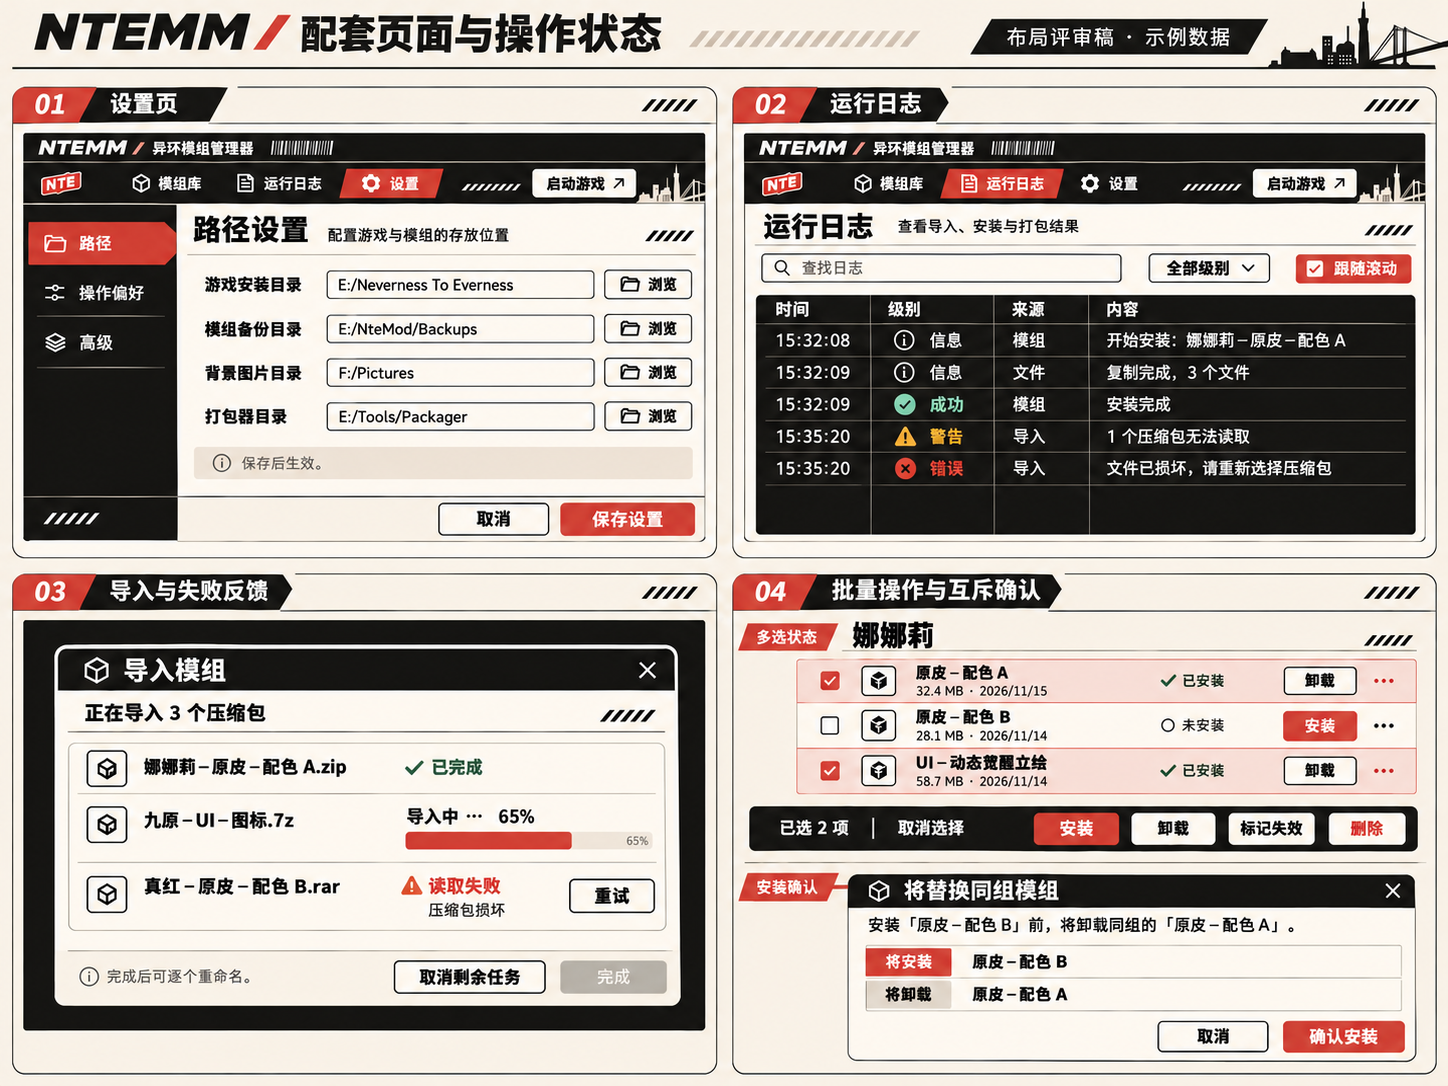 NTEMM / 配套页面与操作状态
布局评审稿 · 示例数据
01 设置页
NTEMM / 异环模组管理器
NTE 模组库 运行日志 设置 启动游戏
路径
操作偏好
高级
路径设置 配置游戏与模组的存放位置
游戏安装目录 E:/Neverness To Everness 浏览
模组备份目录 E:/NteMod/Backups 浏览
背景图片目录 F:/Pictures 浏览
打包器目录 E:/Tools/Packager 浏览
保存后生效。
取消 保存设置
02 运行日志
NTEMM / 异环模组管理器
NTE 模组库 运行日志 设置 启动游戏
运行日志 查看导入、安装与打包结果
查找日志 全部级别 跟随滚动
时间 级别 来源 内容
15:32:08 信息 模组 开始安装：娜娜莉–原皮–配色 A
15:32:09 信息 文件 复制完成，3 个文件
15:32:09 成功 模组 安装完成
15:35:20 警告 导入 1 个压缩包无法读取
15:35:20 错误 导入 文件已损坏，请重新选择压缩包
03 导入与失败反馈
导入模组
正在导入 3 个压缩包
娜娜莉–原皮–配色 A.zip 已完成
九原–UI–图标.7z 导入中 ··· 65%
65%
真红–原皮–配色 B.rar 读取失败 重试
压缩包损坏
完成后可逐个重命名。 取消剩余任务 完成
04 批量操作与互斥确认
多选状态 娜娜莉
原皮–配色 A 已安装 卸载
32.4 MB · 2026/11/15
原皮–配色 B 未安装 安装
28.1 MB · 2026/11/14
UI–动态觉醒立绘 已安装 卸载
58.7 MB · 2026/11/14
已选 2 项 取消选择 安装 卸载 标记失效 删除
安装确认 将替换同组模组
安装「原皮–配色 B」前，将卸载同组的「原皮–配色 A」。
将安装 原皮–配色 B
将卸载 原皮–配色 A
取消 确认安装